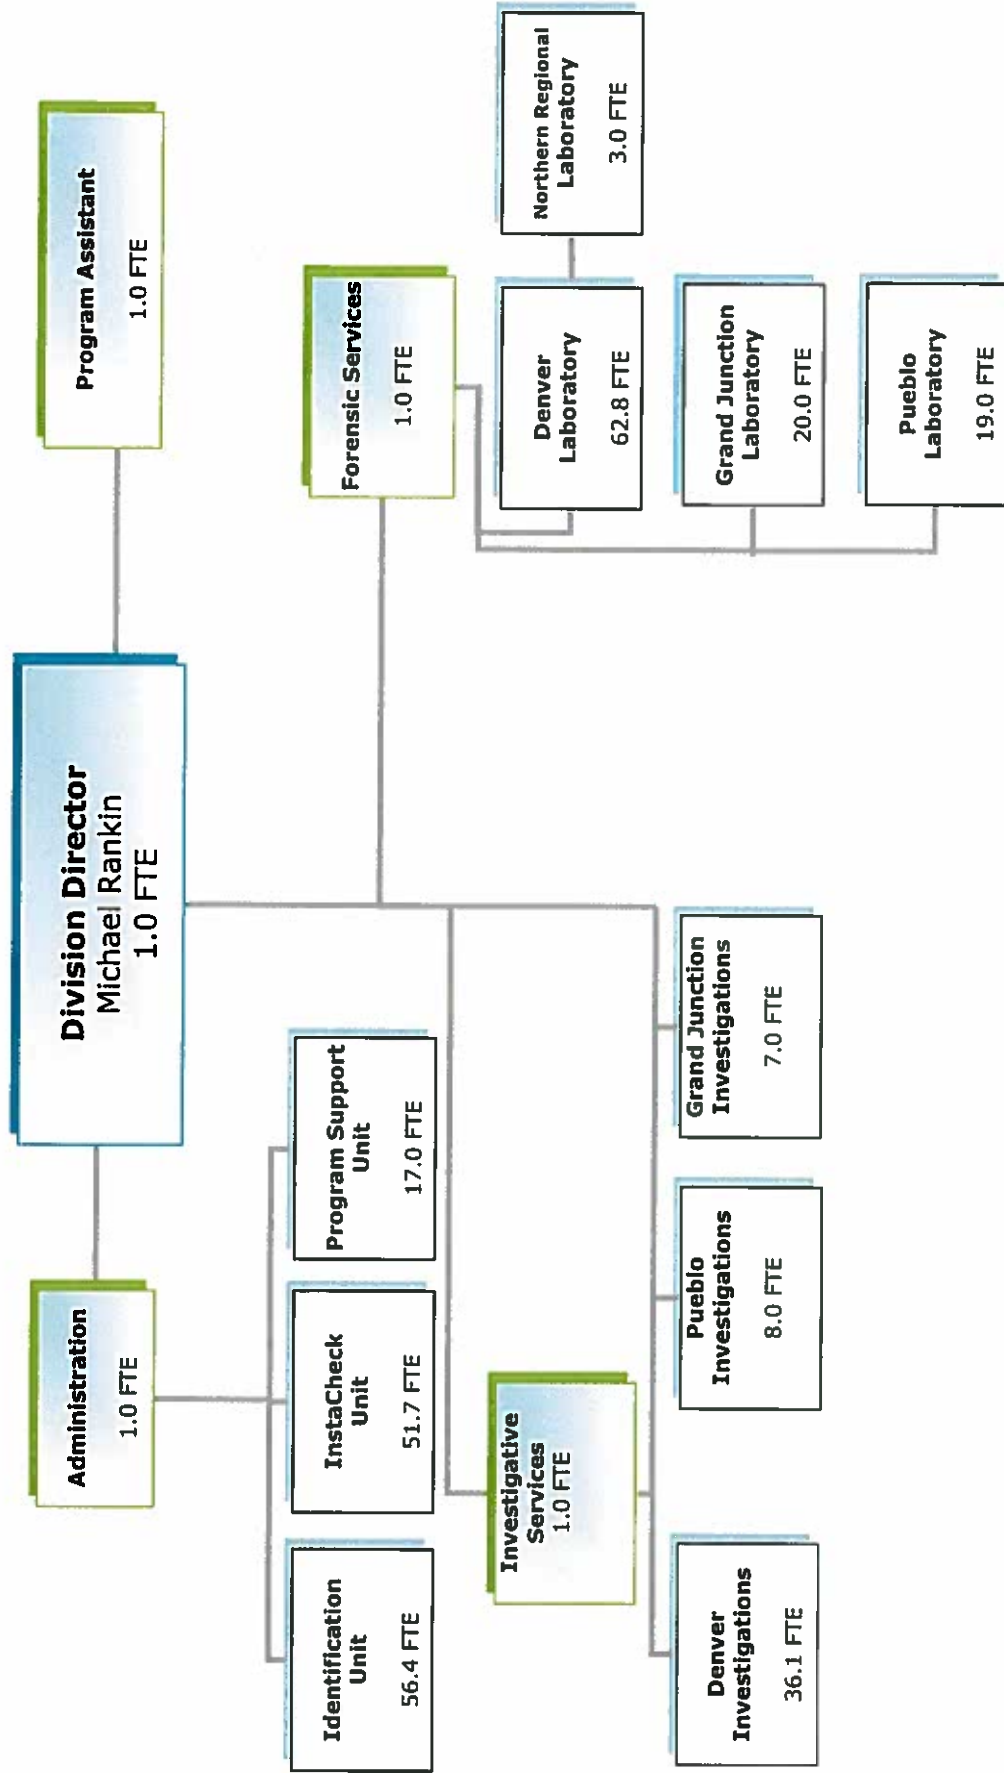 Division Director
Michael Rankin
1.0 FTE
Program Assistant
1.0 FTE
Administration
1.0 FTE
Identification
Unit
56.4 FTE
InstaCheck
Unit
51.7 FTE
Program Support
Unit
17.0 FTE
Forensic Services
1.0 FTE
Denver
Laboratory
62.8 FTE
Northern Regional
Laboratory
3.0 FTE
Grand Junction
Laboratory
20.0 FTE
Pueblo
Laboratory
19.0 FTE
Investigative
Services
1.0 FTE
Denver
Investigations
36.1 FTE
Pueblo
Investigations
8.0 FTE
Grand Junction
Investigations
7.0 FTE